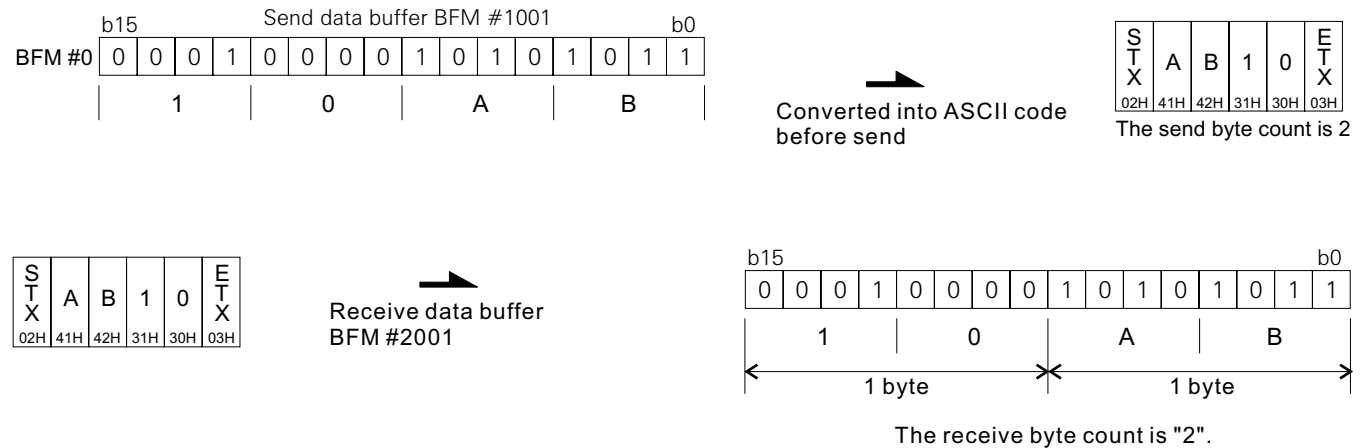 b15 Send data buffer BFM #1001 b0
BFM #0 0 0 0 1 0 0 0 0 1 0 1 0 1 0 1 1
1 0 A B
Converted into ASCII code
before send
STX A B 1 0 ETX
02H 41H 42H 31H 30H 03H
The send byte count is 2
STX A B 1 0 ETX
02H 41H 42H 31H 30H 03H
Receive data buffer
BFM #2001
b15 b0
0 0 0 1 0 0 0 0 1 0 1 0 1 0 1 1
1 0 A B
1 byte 1 byte
The receive byte count is "2".